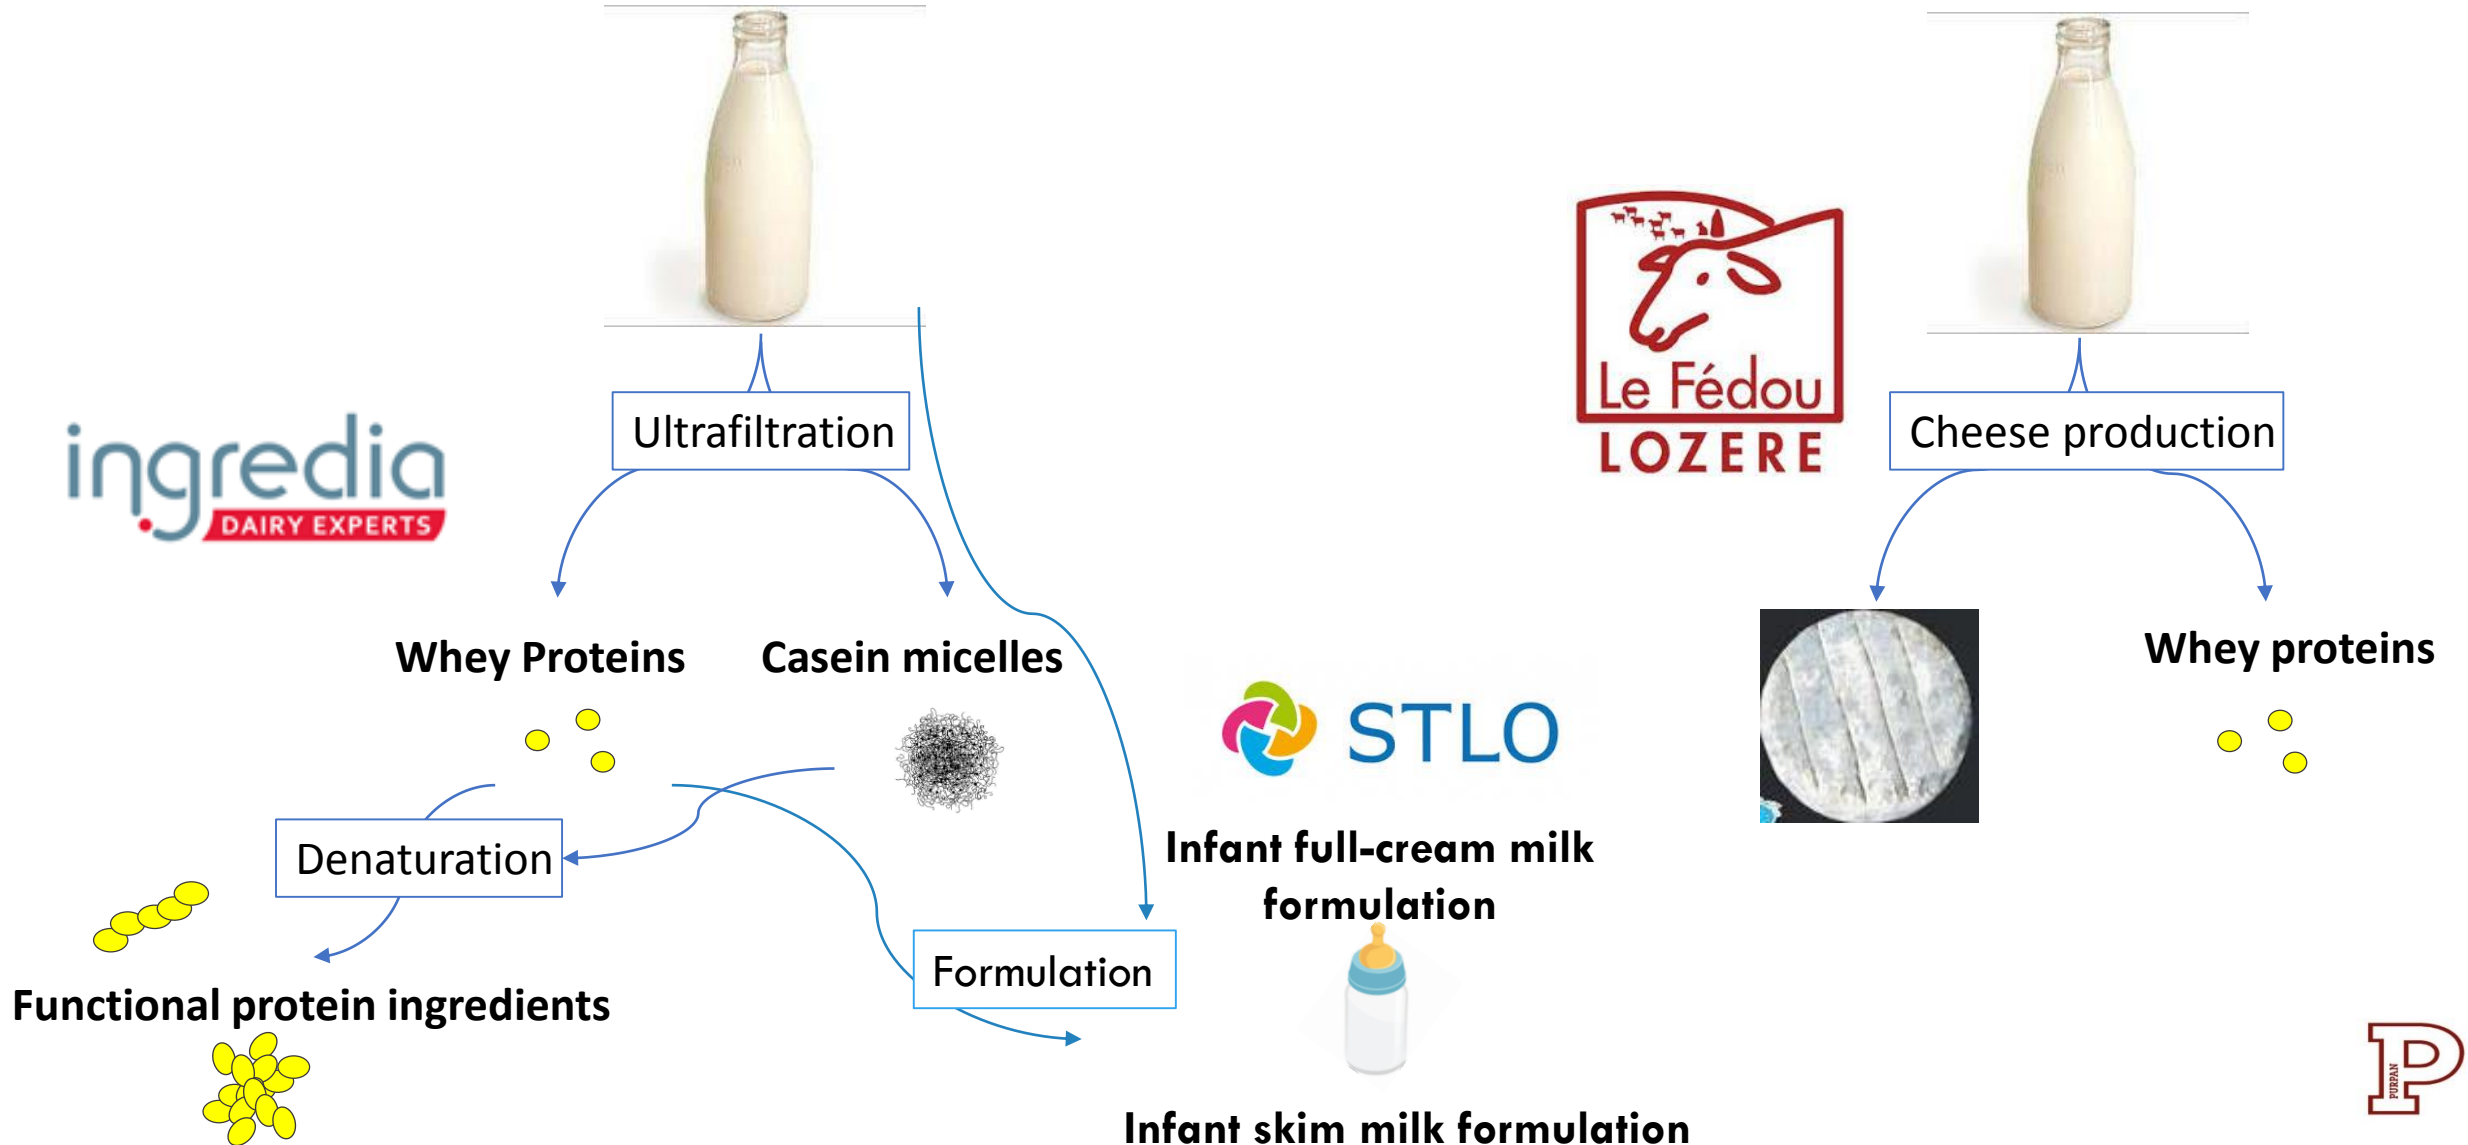 Ultrafiltration
ingredia
DAIRY EXPERTS
Le Fédou
LOZERE
Cheese production
Whey Proteins
Casein micelles
Whey proteins
STLO
Denaturation
Infant full-cream milk
formulation
Formulation
Functional protein ingredients
Infant skim milk formulation
P
PURPAN